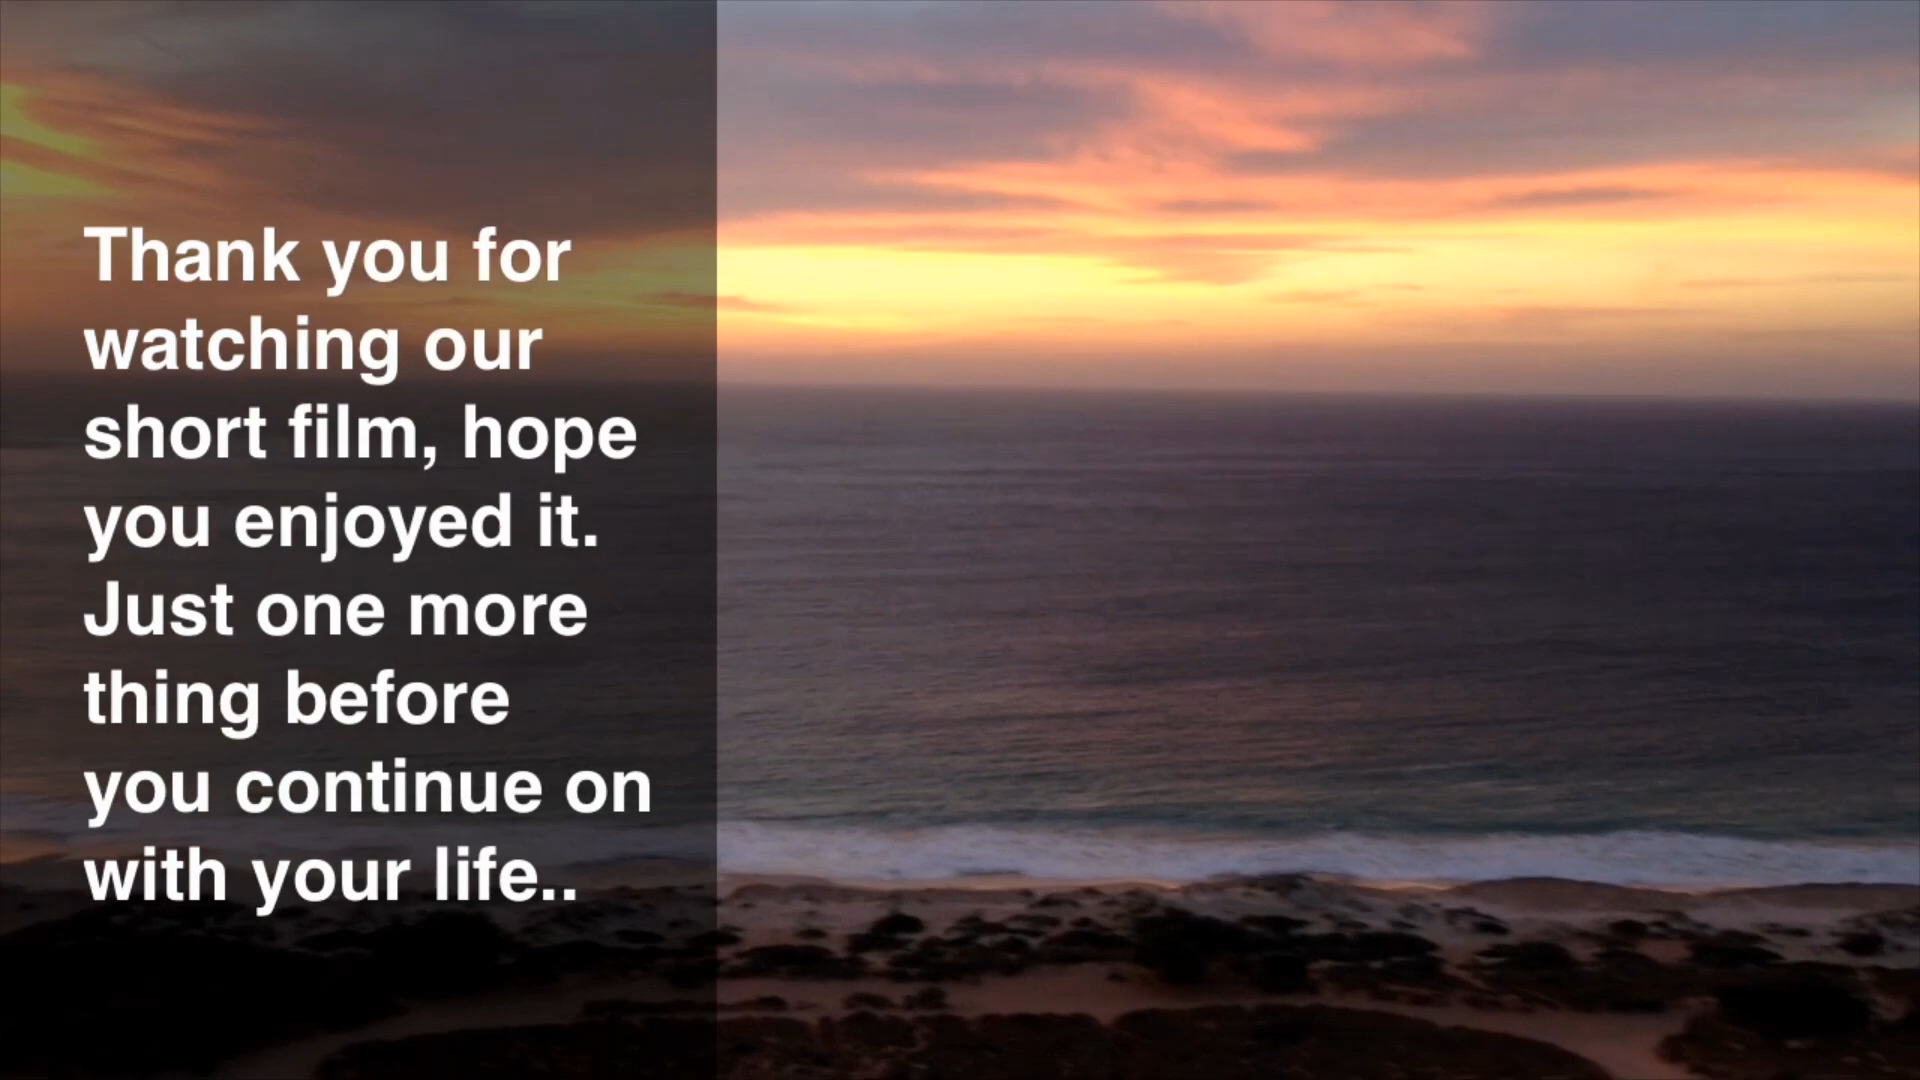 Thank you for
watching our
short film, hope
you enjoyed it.
Just one more
thing before
you continue on
with your life..